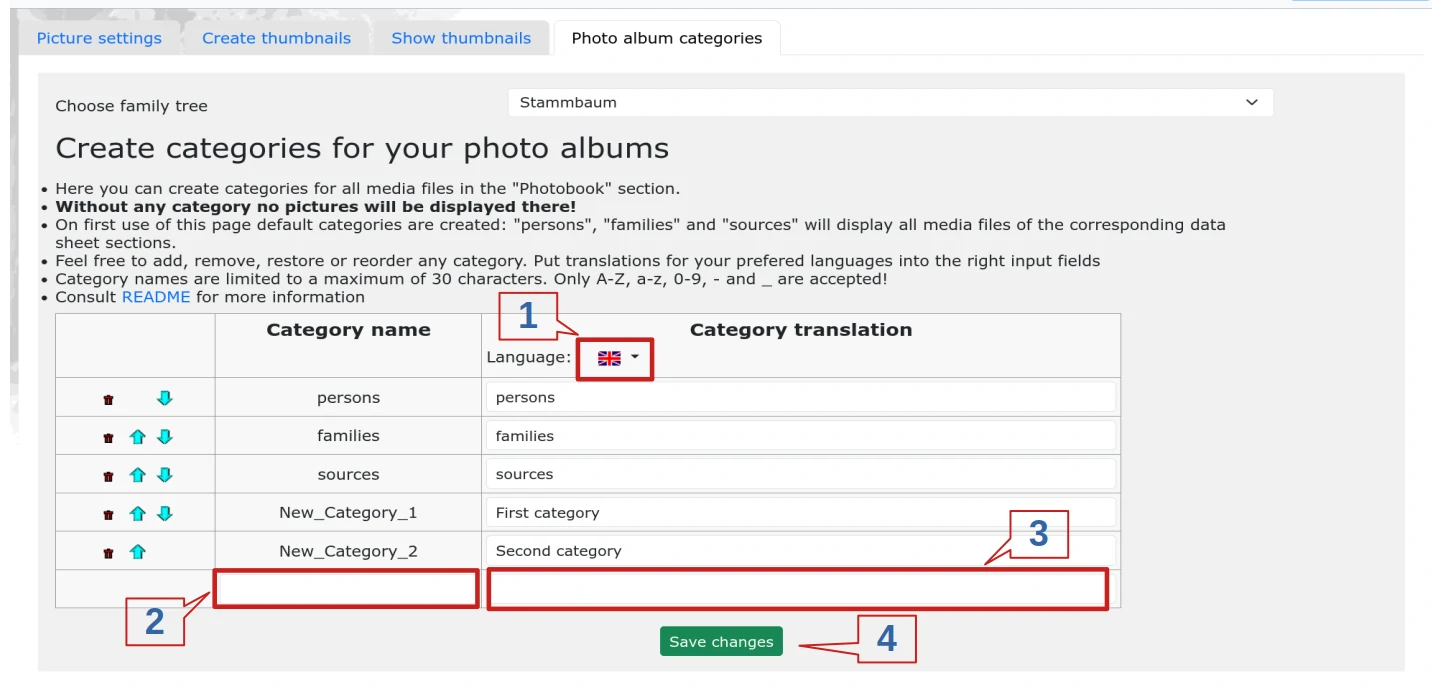 Picture settings Create thumbnails Show thumbnails Photo album categories
Choose family tree Stammbaum
Create categories for your photo albums
• Here you can create categories for all media files in the "Photobook" section.
• Without any category no pictures will be displayed there!
• On first use of this page default categories are created: "persons", "families" and "sources" will display all media files of the corresponding data
sheet sections.
• Feel free to add, remove, restore or reorder any category. Put translations for your prefered languages into the right input fields
• Category names are limited to a maximum of 30 characters. Only A-Z, a-z, 0-9, - and _ are accepted!
• Consult README for more information
1
Category name Category translation
Language:
persons persons
families families
sources sources
New_Category_1 First category
3
New_Category_2 Second category
2
Save changes 4